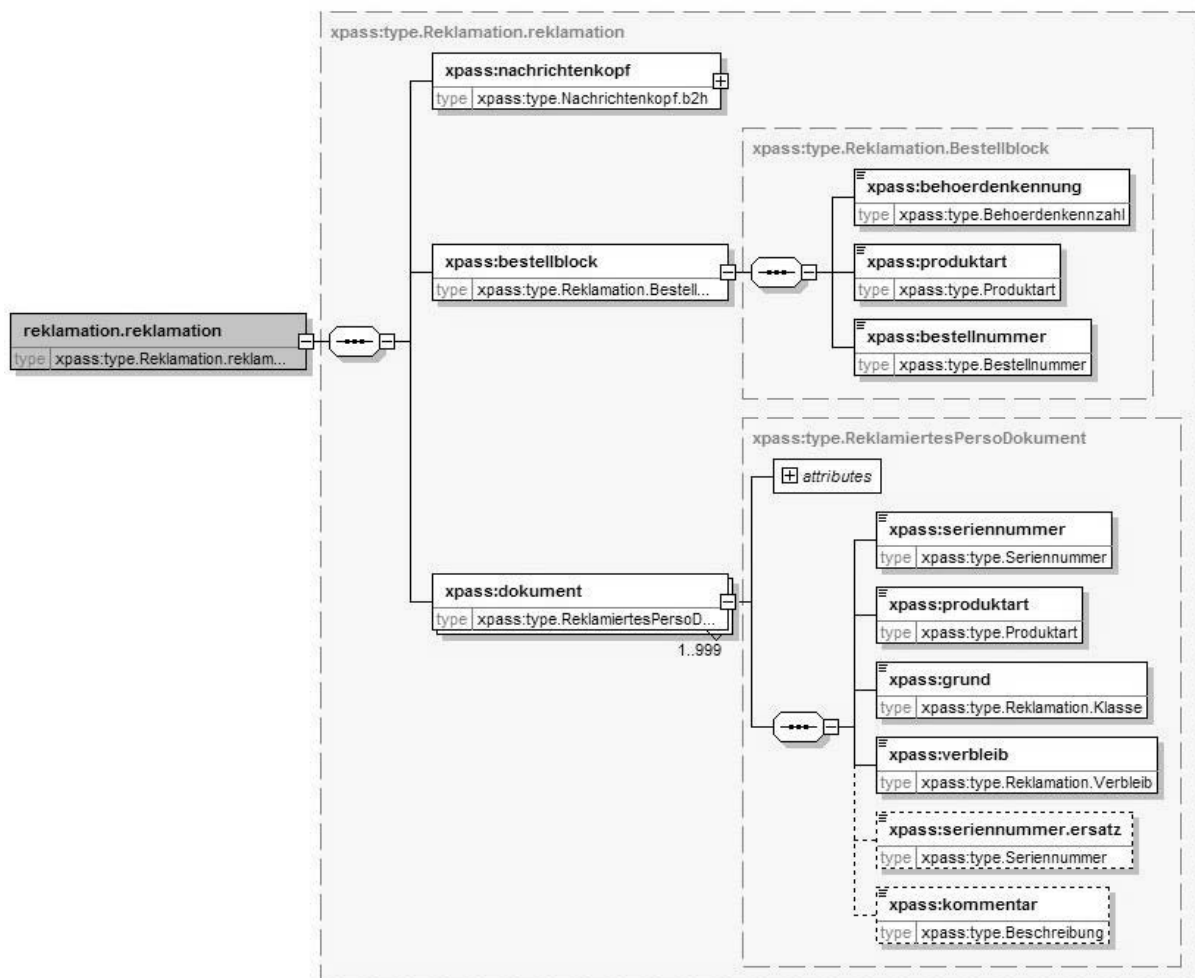 xpass:type.Reklamation.reklamation
xpass:nachrichtenkopf
type xpass:type.Nachrichtenkopf.b2h
xpass:type.Reklamation.Bestellblock
xpass:behoerdenkennung
type xpass:type.Behoerdenkennzahl
xpass:bestellblock
type xpass:type.Reklamation.Bestell...
xpass:produktart
type xpass:type.Produktart
xpass:bestellnummer
type xpass:type.Bestellnummer
reklamation.reklamation
type xpass:type.Reklamation.reklam...
xpass:type.ReklamiertesPersoDokument
attributes
xpass:seriennummer
type xpass:type.Seriennummer
xpass:dokument
type xpass:type.ReklamiertesPersoD...
1..999
xpass:produktart
type xpass:type.Produktart
xpass:grund
type xpass:type.Reklamation.Klasse
xpass:verbleib
type xpass:type.Reklamation.Verbleib
xpass:seriennummer.ersatz
type xpass:type.Seriennummer
xpass:kommentar
type xpass:type.Beschreibung